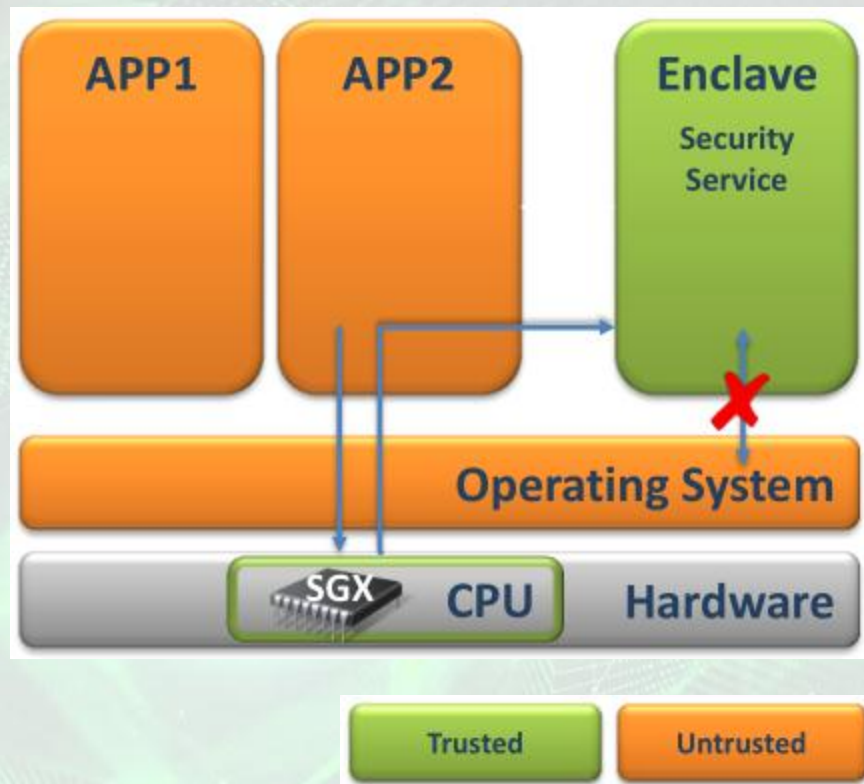 APP1
APP2
Enclave
Security
Service
Operating System
SGX
CPU
Hardware
Trusted
Untrusted